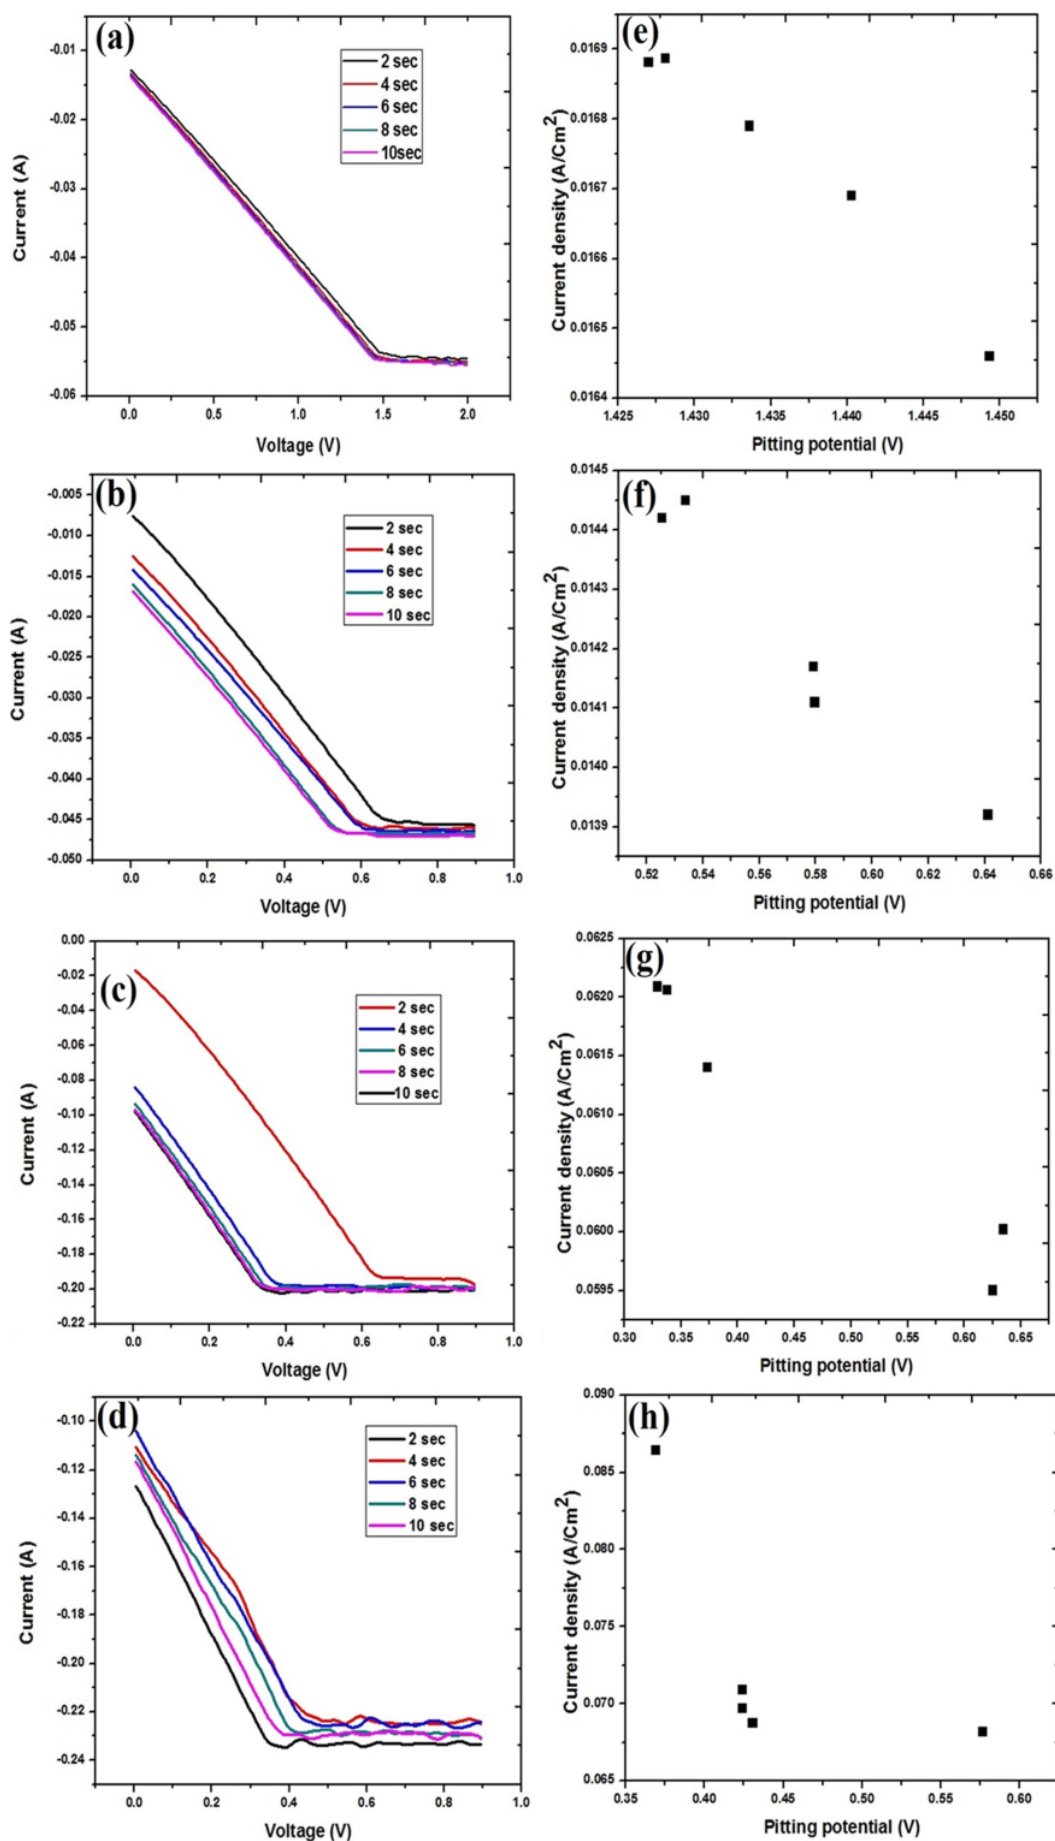 (a)
2 sec
4 sec
6 sec
8 sec
10sec
-0.01
-0.02
-0.03
-0.04
-0.05
-0.06
Current (A)
0.0 0.5 1.0 1.5 2.0
Voltage (V)
(e)
0.0169
0.0168
0.0167
0.0166
0.0165
0.0164
Current density (A/Cm2)
1.425 1.430 1.435 1.440 1.445 1.450
Pitting potential (V)
(b)
2 sec
4 sec
6 sec
8 sec
10 sec
-0.005
-0.010
-0.015
-0.020
-0.025
-0.030
-0.035
-0.040
-0.045
-0.050
Current (A)
0.0 0.2 0.4 0.6 0.8 1.0
Voltage (V)
(f)
0.0145
0.0144
0.0143
0.0142
0.0141
0.0140
0.0139
Current density (A/Cm2)
0.52 0.54 0.56 0.58 0.60 0.62 0.64 0.66
Pitting potential (V)
(c)
2 sec
4 sec
6 sec
8 sec
10 sec
0.00
-0.02
-0.04
-0.06
-0.08
-0.10
-0.12
-0.14
-0.16
-0.18
-0.20
-0.22
Current (A)
0.0 0.2 0.4 0.6 0.8 1.0
Voltage (V)
(g)
0.0625
0.0620
0.0615
0.0610
0.0605
0.0600
0.0595
Current density (A/Cm2)
0.30 0.35 0.40 0.45 0.50 0.55 0.60 0.65
Pitting potential (V)
(d)
2 sec
4 sec
6 sec
8 sec
10 sec
-0.10
-0.12
-0.14
-0.16
-0.18
-0.20
-0.22
-0.24
Current (A)
0.0 0.2 0.4 0.6 0.8 1.0
Voltage (V)
(h)
0.090
0.085
0.080
0.075
0.070
0.065
Current density (A/Cm2)
0.35 0.40 0.45 0.50 0.55 0.60
Pitting potential (V)